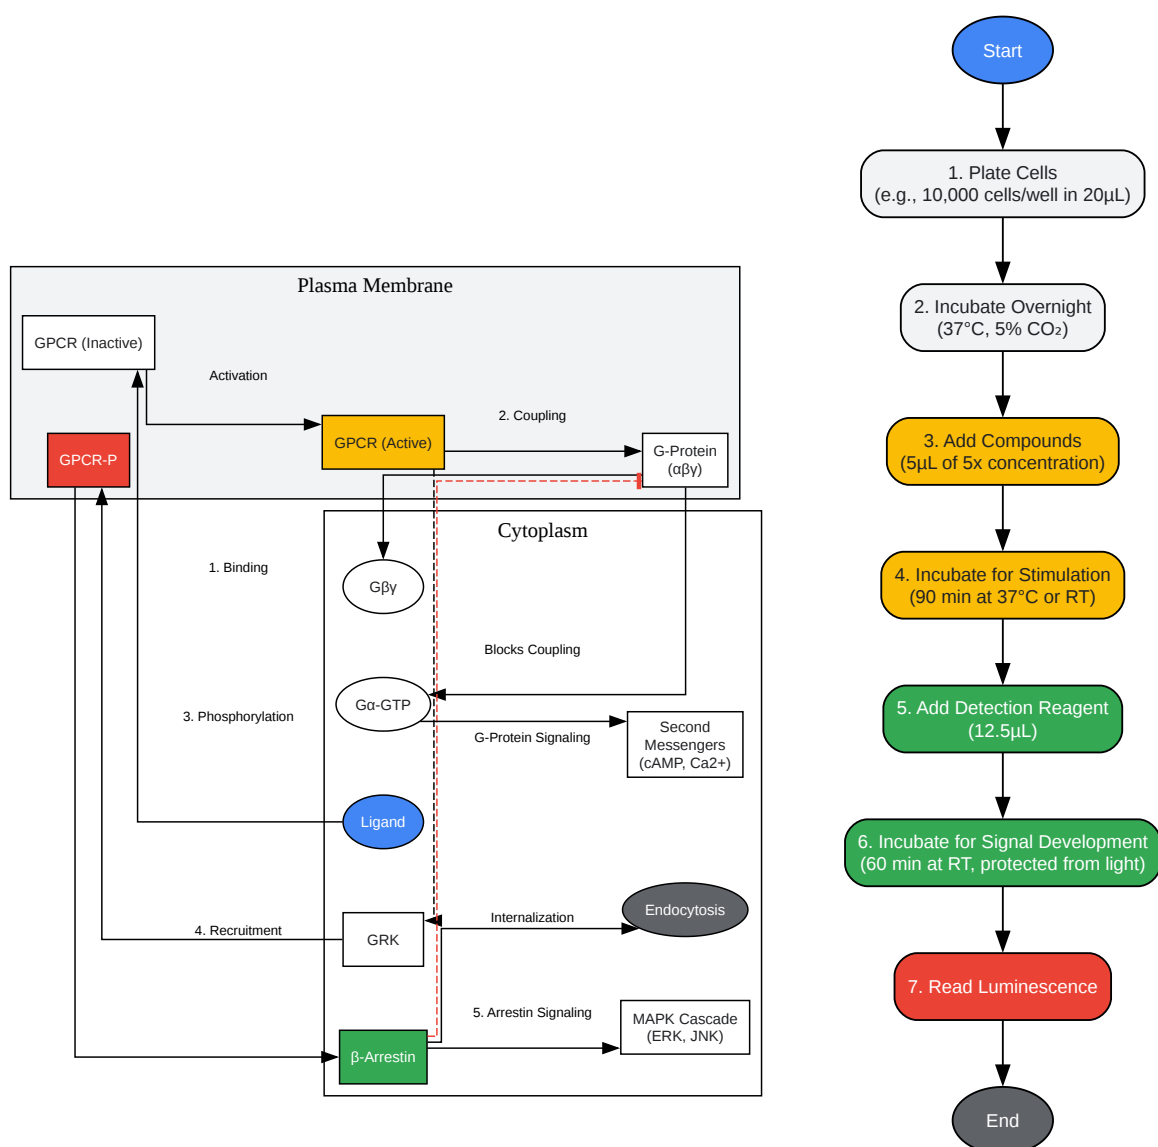 Plasma Membrane
GPCR (Inactive)
Activation
GPCR (Active)
2. Coupling
G-Protein
(αβγ)
GPCR-P
Cytoplasm
1. Binding
Gβγ
Blocks Coupling
Gα-GTP
3. Phosphorylation
G-Protein Signaling
Second
Messengers
(cAMP, Ca2+)
Ligand
Internalization
Endocytosis
4. Recruitment
GRK
5. Arrestin Signaling
MAPK Cascade
(ERK, JNK)
β-Arrestin
Start
1. Plate Cells
(e.g., 10,000 cells/well in 20µL)
2. Incubate Overnight
(37°C, 5% CO₂)
3. Add Compounds
(5µL of 5x concentration)
4. Incubate for Stimulation
(90 min at 37°C or RT)
5. Add Detection Reagent
(12.5µL)
6. Incubate for Signal Development
(60 min at RT, protected from light)
7. Read Luminescence
End